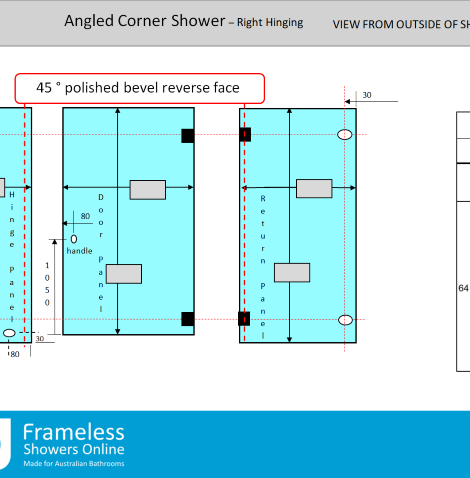 Angled Corner Shower – Right Hinging
VIEW FROM OUTSIDE OF SH
45 ° polished bevel reverse face
30
Hinge Panel
Door Panel
Return Panel
80
handle
1050
30
80
64
Frameless
Showers Online
Made for Australian Bathrooms